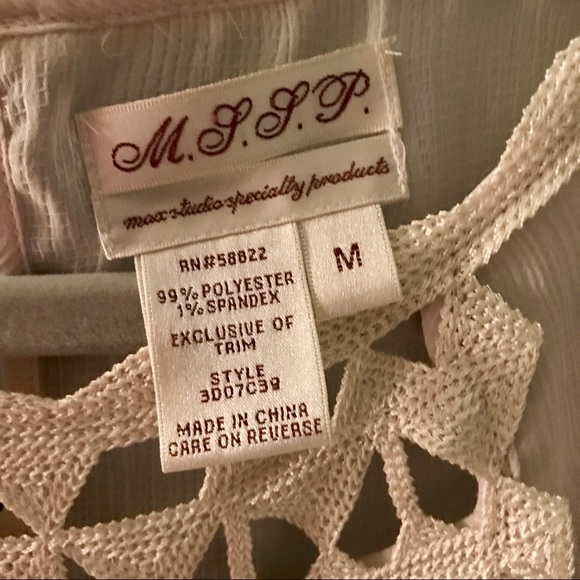 M.S.S.P.
max studio specialty products
M
RN#58822
99% POLYESTER
1% SPANDEX
EXCLUSIVE OF
TRIM
STYLE
3D07C39
MADE IN CHINA
CARE ON REVERSE